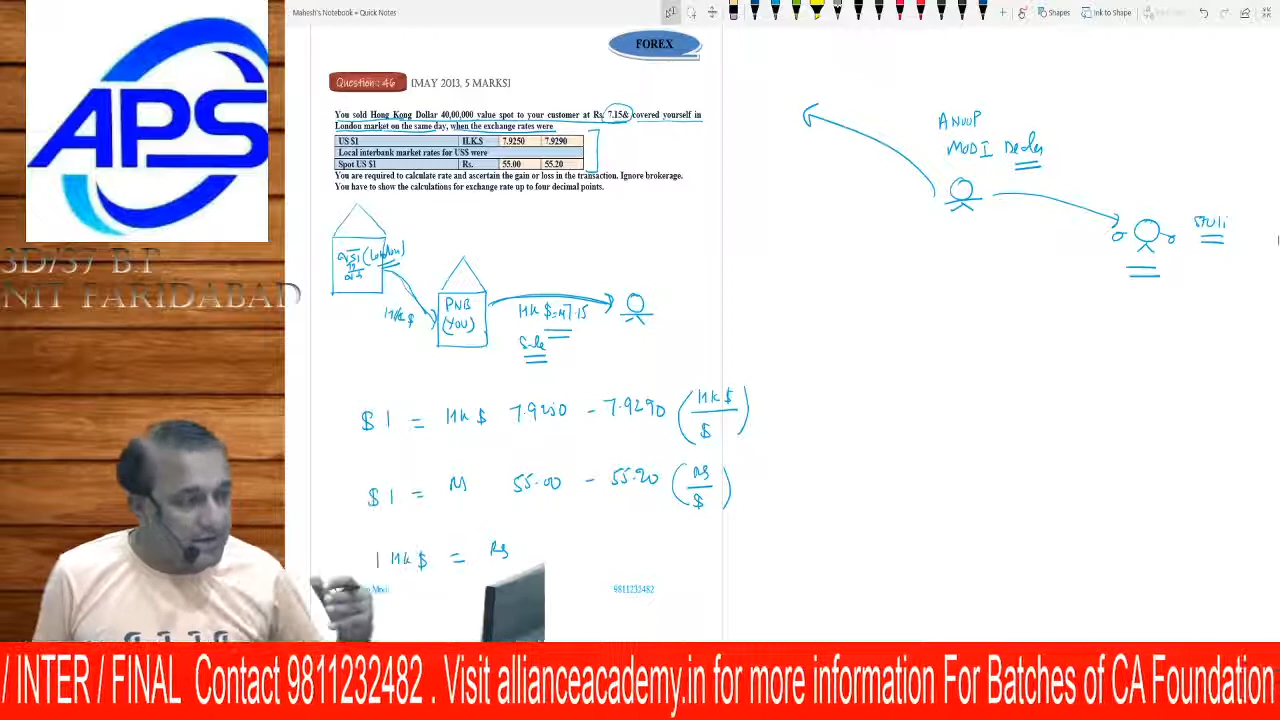 Mahesh's Notebook » Quick Notes
Shapes
Ink to Shape
APS
3D/57 B.P.
NIT FARIDABAD
FOREX
Question: 46 [MAY 2013, 5 MARKS]
You sold Hong Kong Dollar 40,00,000 value spot to your customer at Rs 7.15& covered yourself in
London market on the same day, when the exchange rates were
US $1 H.K.$ 7.9250 7.9290
Local interbank market rates for US$ were
Spot US $1 Rs. 55.00 55.20
You are required to calculate rate and ascertain the gain or loss in the transaction. Ignore brokerage.
You have to show the calculations for exchange rate up to four decimal points.
ANOOP
MODI Dealer
(London)
HK $
PNB
(YOU)
Sale
$ 1 = HK $ 7.9250 - 7.9290 (HK $ / $)
$ 1 = Rs 55.00 - 55.20 (Rs / $)
1 HK $ = Rs
9811232482
/ INTER / FINAL Contact 9811232482 . Visit allianceacademy.in for more information For Batches of CA Foundation